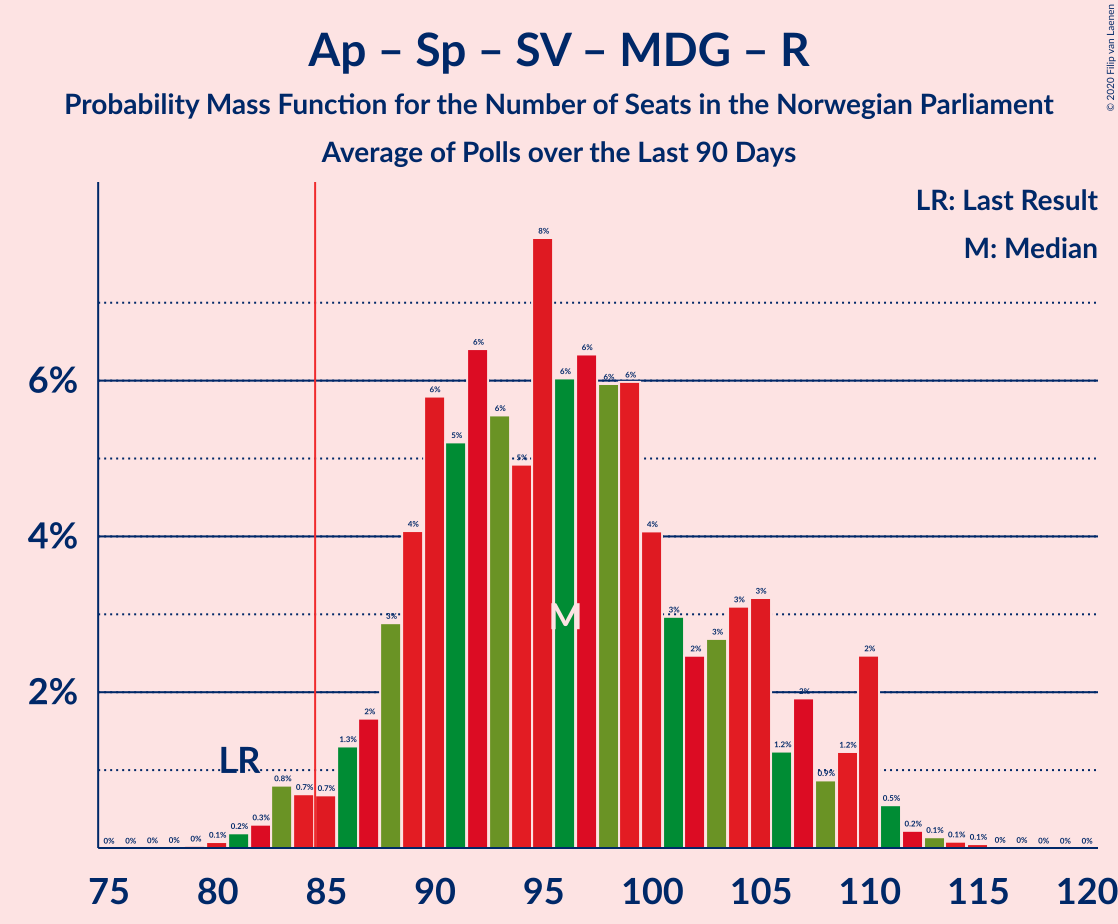 Ap – Sp – SV – MDG – R
Probability Mass Function for the Number of Seats in the Norwegian Parliament
Average of Polls over the Last 90 Days
© 2020 Filip van Laenen
LR: Last Result
M: Median
6%
4%
2%
LR
M
0% 0% 0% 0% 0% 0.1% 0.2% 0.3% 0.8% 0.7% 0.7% 1.3% 2% 3% 4% 6% 5% 6% 6% 5% 8% 6% 6% 6% 6% 4% 3% 2% 3% 3% 3% 1.2% 2% 0.9% 1.2% 2% 0.5% 0.2% 0.1% 0.1% 0.1% 0% 0% 0% 0% 0%
75 80 85 90 95 100 105 110 115 120